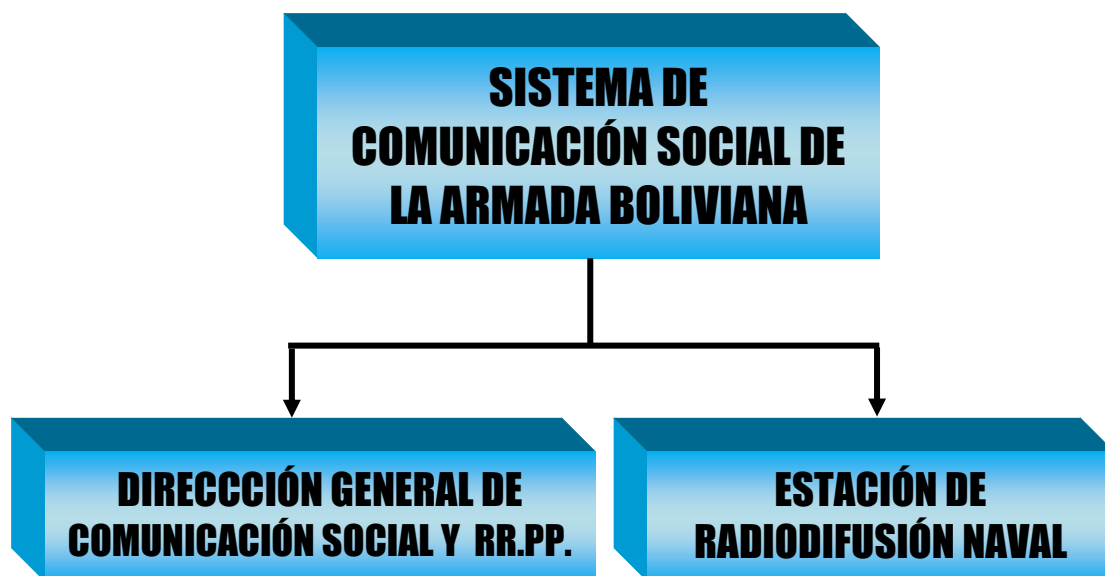 SISTEMA DE
COMUNICACIÓN SOCIAL DE
LA ARMADA BOLIVIANA
DIRECCCIÓN GENERAL DE
COMUNICACIÓN SOCIAL Y RR.PP.
ESTACIÓN DE
RADIODIFUSIÓN NAVAL